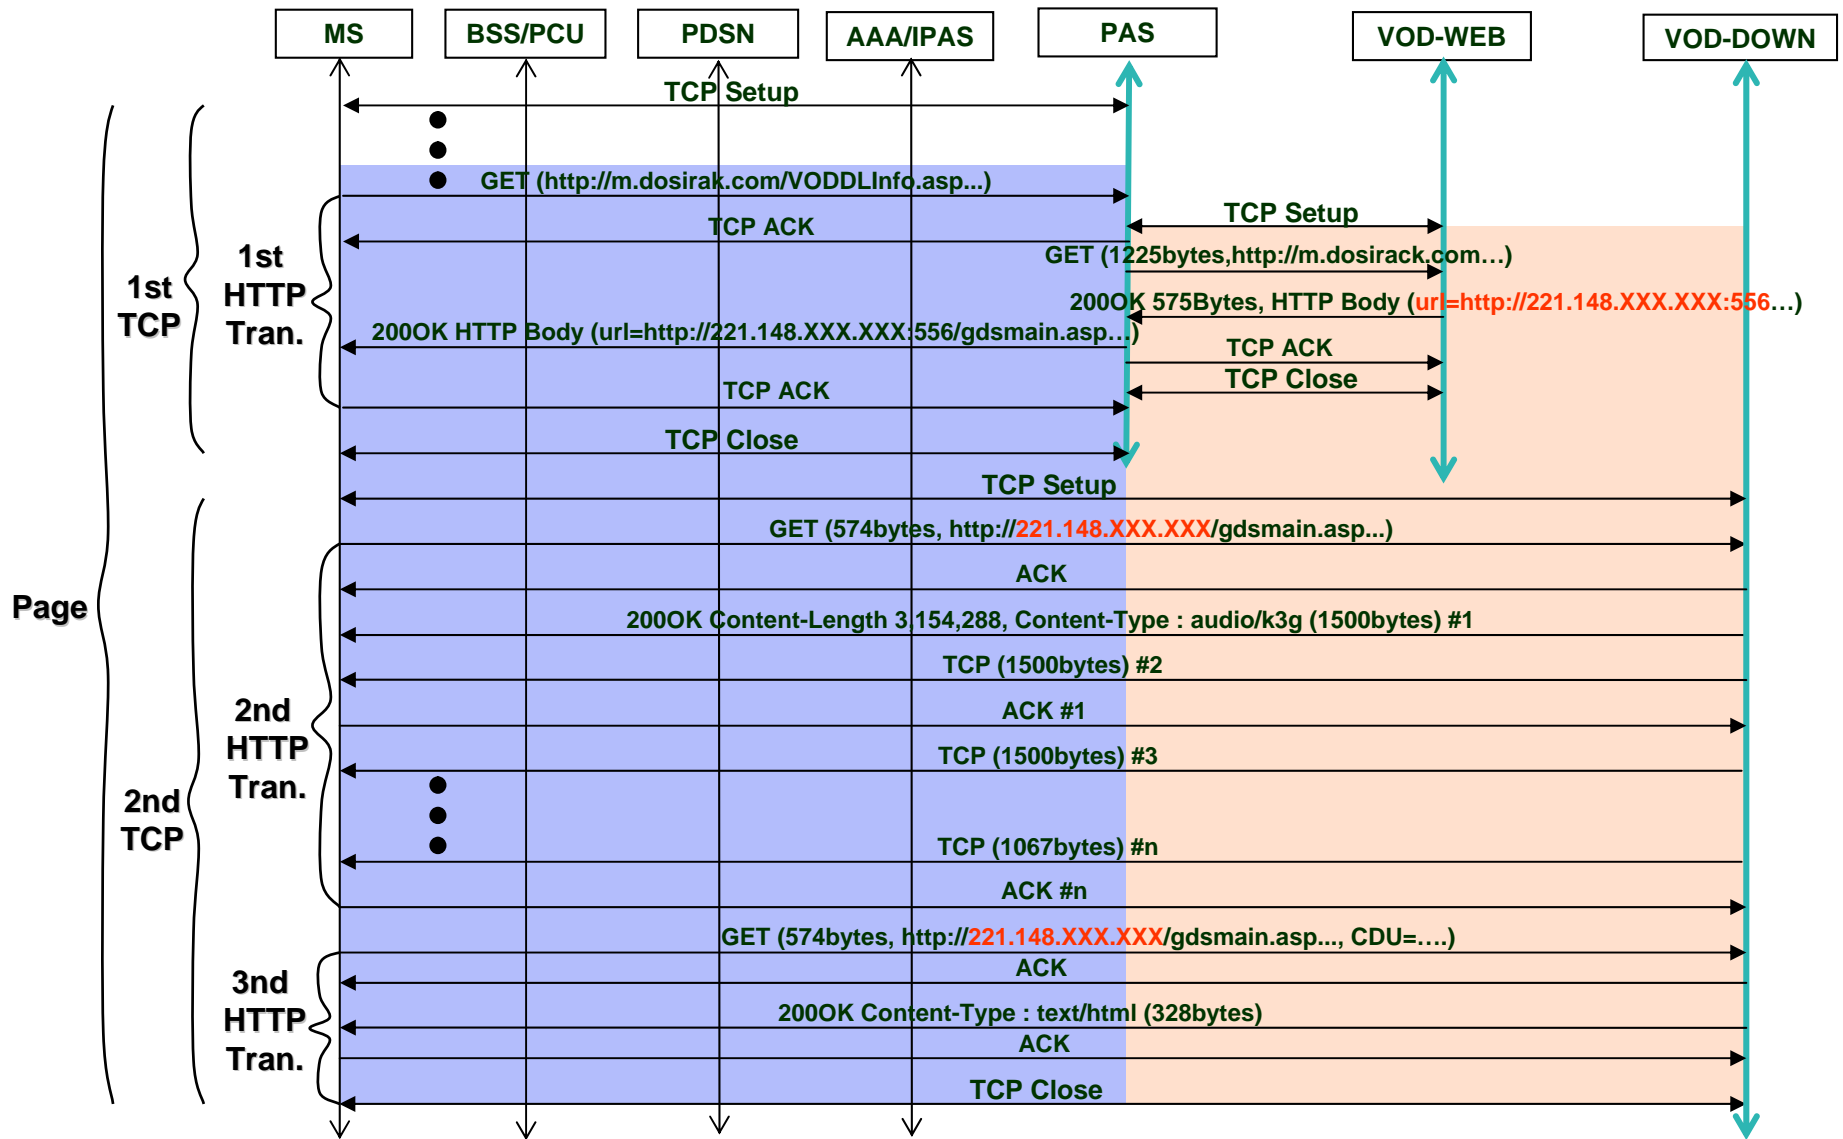 MS
BSS/PCU
PDSN
AAA/IPAS
PAS
VOD-WEB
VOD-DOWN
TCP Setup
GET (http://m.dosirak.com/VODDLInfo.asp...)
TCP Setup
TCP ACK
GET (1225bytes,http://m.dosirack.com…)
200OK 575Bytes, HTTP Body (url=http://221.148.XXX.XXX:556…)
200OK HTTP Body (url=http://221.148.XXX.XXX:556/gdsmain.asp...)
TCP ACK
TCP Close
TCP ACK
TCP Close
1st
HTTP
Tran.
1st
TCP
TCP Setup
GET (574bytes, http://221.148.XXX.XXX/gdsmain.asp...)
ACK
Page
200OK Content-Length 3,154,288, Content-Type : audio/k3g (1500bytes) #1
TCP (1500bytes) #2
ACK #1
TCP (1500bytes) #3
2nd
HTTP
Tran.
2nd
TCP
TCP (1067bytes) #n
ACK #n
GET (574bytes, http://221.148.XXX.XXX/gdsmain.asp..., CDU=….)
ACK
3nd
HTTP
Tran.
200OK Content-Type : text/html (328bytes)
ACK
TCP Close